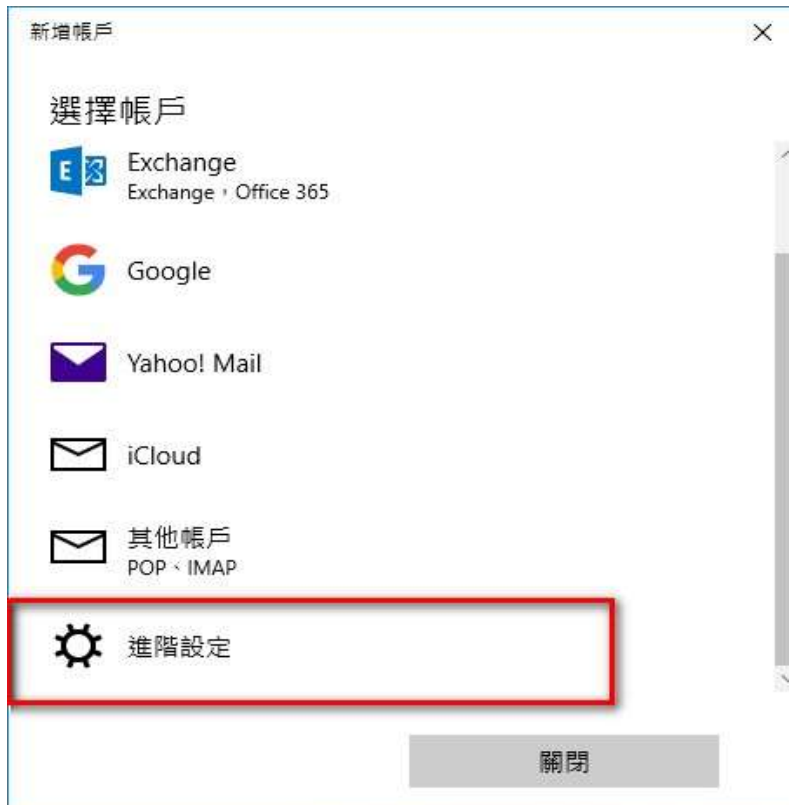 新增帳戶
選擇帳戶
Exchange
Exchange，Office 365
Google
Yahoo! Mail
iCloud
其他帳戶
POP、IMAP
進階設定
關閉